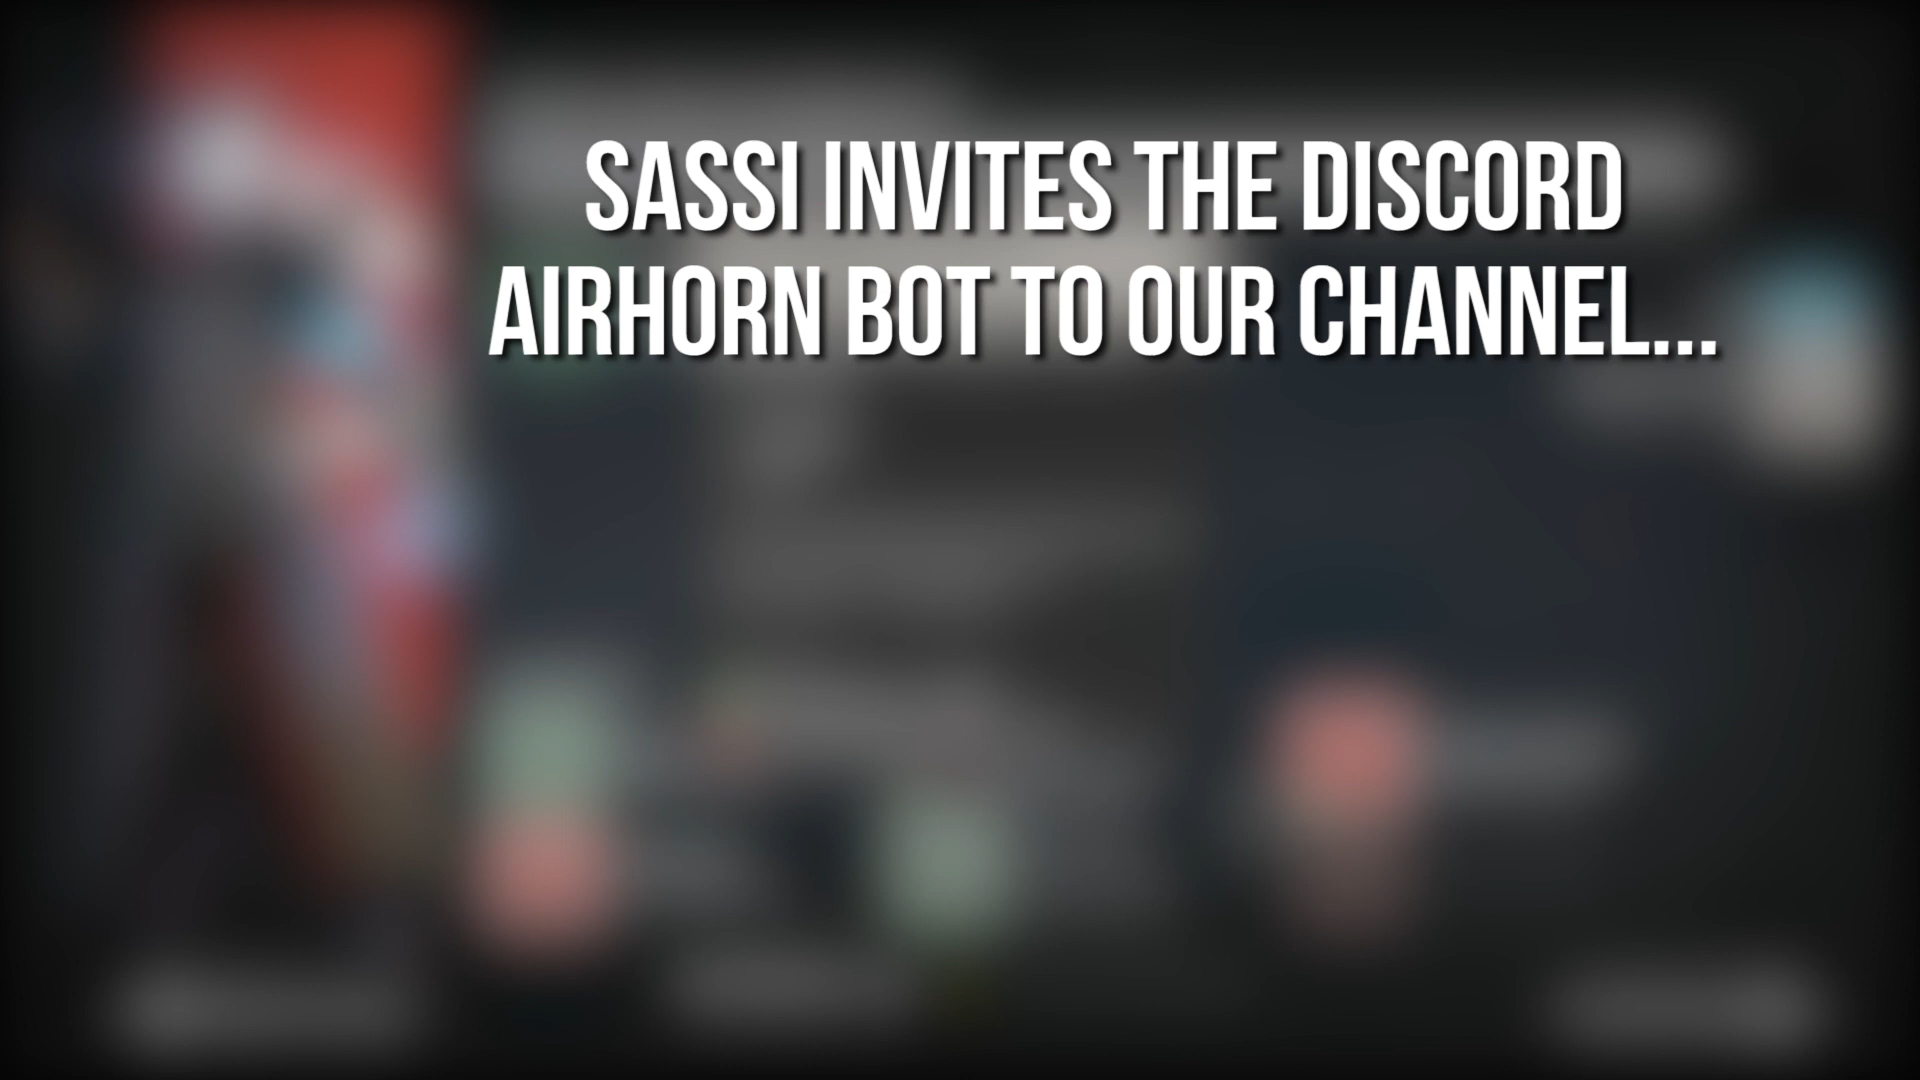 SASSI INVITES THE DISCORD
AIRHORN BOT TO OUR CHANNEL...